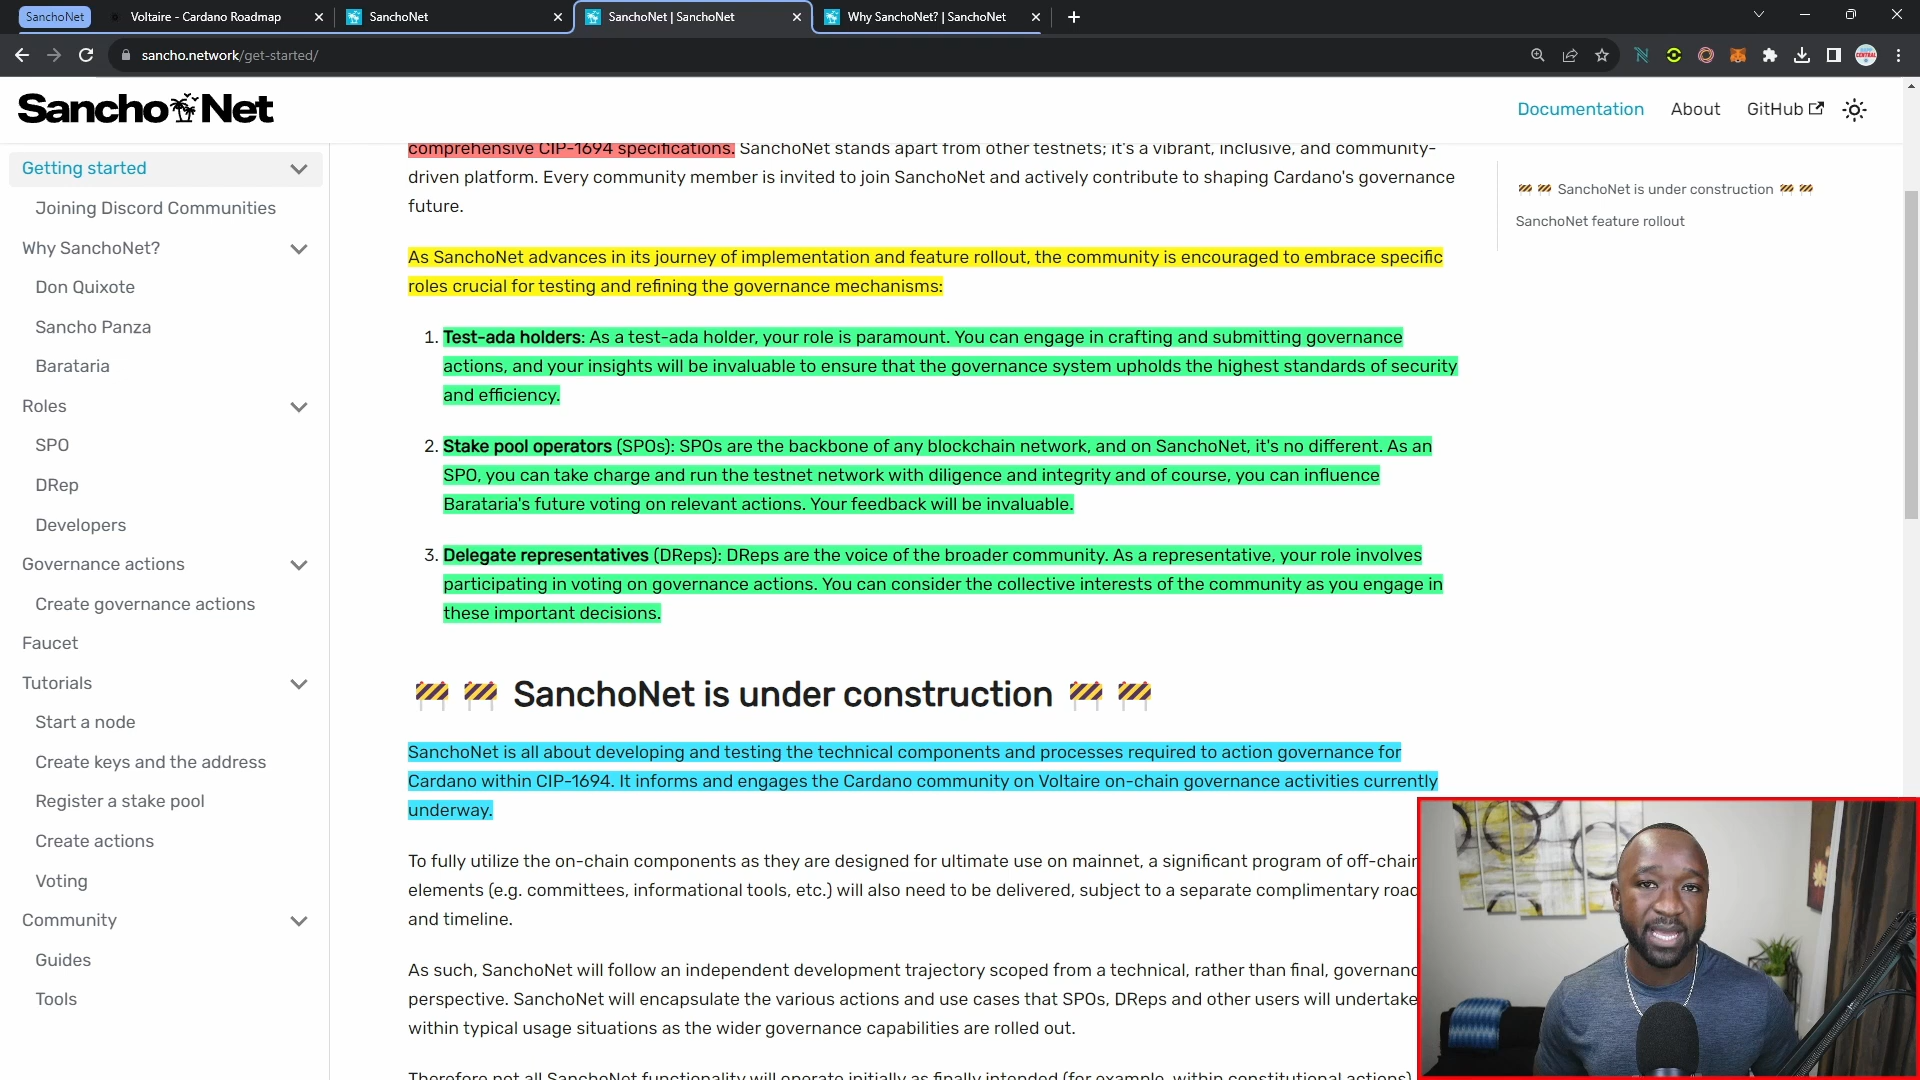 SanchoNet
Voltaire - Cardano Roadmap
SanchoNet
SanchoNet | SanchoNet
Why SanchoNet? | SanchoNet
sancho.network/get-started/
Sancho Net
Documentation
About
GitHub
Getting started
Joining Discord Communities
Why SanchoNet?
Don Quixote
Sancho Panza
Barataria
Roles
SPO
DRep
Developers
Governance actions
Create governance actions
Faucet
Tutorials
Start a node
Create keys and the address
Register a stake pool
Create actions
Voting
Community
Guides
Tools
comprehensive CIP-1694 specifications. SanchoNet stands apart from other testnets; it's a vibrant, inclusive, and community-
driven platform. Every community member is invited to join SanchoNet and actively contribute to shaping Cardano's governance
future.
As SanchoNet advances in its journey of implementation and feature rollout, the community is encouraged to embrace specific
roles crucial for testing and refining the governance mechanisms:
1. Test-ada holders: As a test-ada holder, your role is paramount. You can engage in crafting and submitting governance
actions, and your insights will be invaluable to ensure that the governance system upholds the highest standards of security
and efficiency.
2. Stake pool operators (SPOs): SPOs are the backbone of any blockchain network, and on SanchoNet, it's no different. As an
SPO, you can take charge and run the testnet network with diligence and integrity and of course, you can influence
Barataria's future voting on relevant actions. Your feedback will be invaluable.
3. Delegate representatives (DReps): DReps are the voice of the broader community. As a representative, your role involves
participating in voting on governance actions. You can consider the collective interests of the community as you engage in
these important decisions.
SanchoNet is under construction
SanchoNet is all about developing and testing the technical components and processes required to action governance for
Cardano within CIP-1694. It informs and engages the Cardano community on Voltaire on-chain governance activities currently
underway.
To fully utilize the on-chain components as they are designed for ultimate use on mainnet, a significant program of off-chain
elements (e.g. committees, informational tools, etc.) will also need to be delivered, subject to a separate complimentary road
and timeline.
As such, SanchoNet will follow an independent development trajectory scoped from a technical, rather than final, governanc
perspective. SanchoNet will encapsulate the various actions and use cases that SPOs, DReps and other users will undertake
within typical usage situations as the wider governance capabilities are rolled out.
Therefore not all SanchoNet functionality will operate initially as finally intended (for example, within constitutional actions)
SanchoNet is under construction
SanchoNet feature rollout